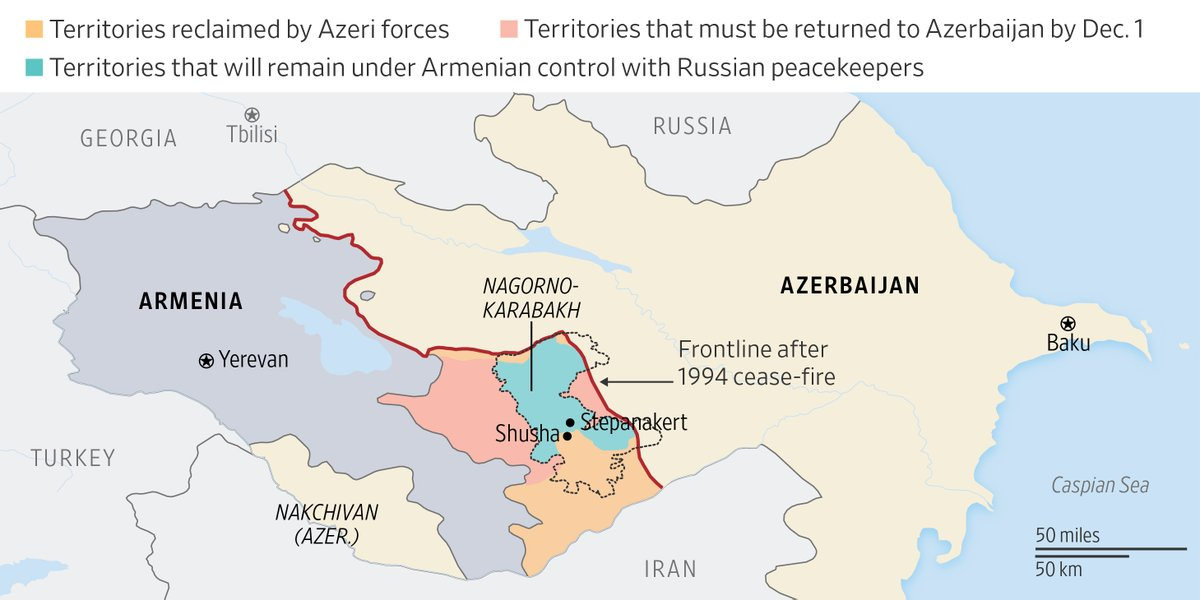 Territories reclaimed by Azeri forces
Territories that must be returned to Azerbaijan by Dec. 1
Territories that will remain under Armenian control with Russian peacekeepers
GEORGIA
Tbilisi
RUSSIA
ARMENIA
Yerevan
NAGORNO-
KARABAKH
AZERBAIJAN
Baku
Frontline after
1994 cease-fire
Stepanakert
Shusha
TURKEY
NAKCHIVAN
(AZER.)
IRAN
Caspian Sea
50 miles
50 km